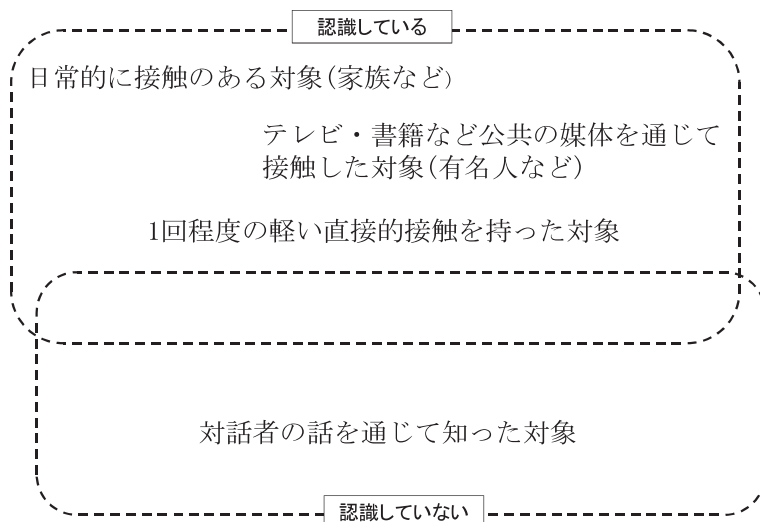 認識している
日常的に接触のある対象(家族など)
テレビ・書籍など公共の媒体を通じて
接触した対象(有名人など)
1回程度の軽い直接的接触を持った対象
対話者の話を通じて知った対象
認識していない